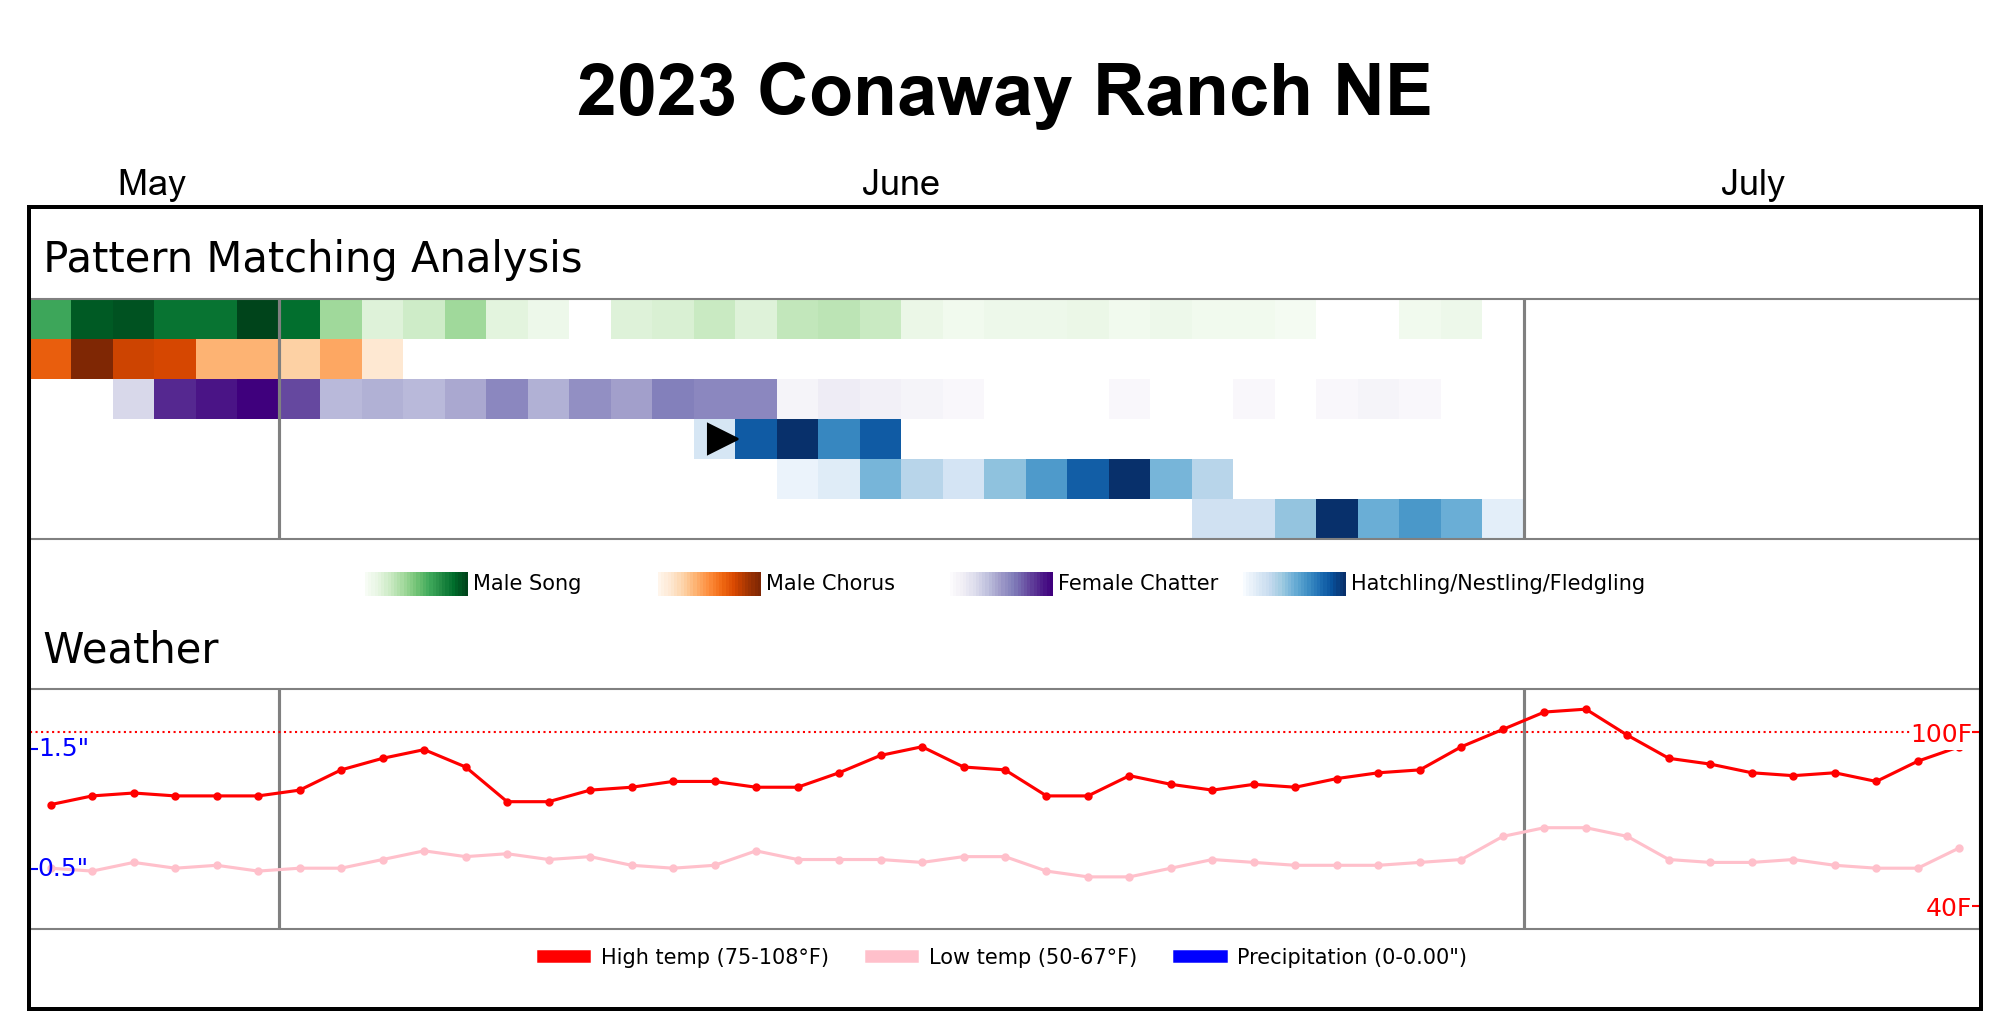 2023 Conaway Ranch NE
May June July
Pattern Matching Analysis
Male Song Male Chorus Female Chatter Hatchling/Nestling/Fledgling
Weather
1.5" 100F
0.5"
40F
High temp (75-108°F) Low temp (50-67°F) Precipitation (0-0.00")